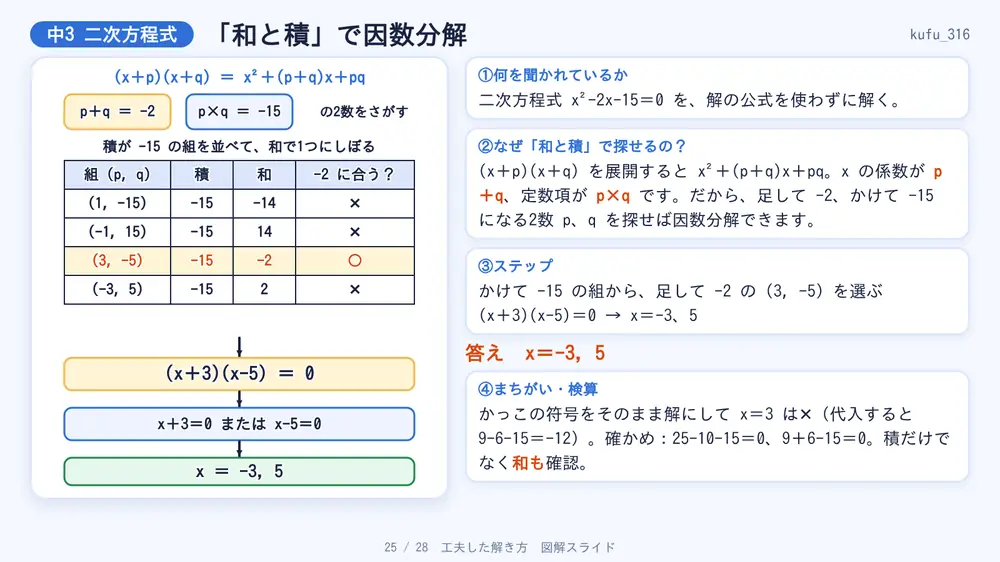 中3 二次方程式
「和と積」で因数分解
kufu_316
(x+p)(x+q) = x²+(p+q)x+pq
p+q = -2
p×q = -15
の2数をさがす
積が -15 の組を並べて、和で1つにしぼる
組 (p, q) 積 和 -2 に合う？
(1, -15) -15 -14 ×
(-1, 15) -15 14 ×
(3, -5) -15 -2 ○
(-3, 5) -15 2 ×
(x+3)(x-5) = 0
x+3=0 または x-5=0
x = -3, 5
①何を聞かれているか
二次方程式 x²-2x-15=0 を、解の公式を使わずに解く。
②なぜ「和と積」で探せるの？
(x+p)(x+q) を展開すると x²+(p+q)x+pq。x の係数が p
+q、定数項が p×q です。だから、足して -2、かけて -15
になる2数 p、q を探せば因数分解できます。
③ステップ
かけて -15 の組から、足して -2 の (3, -5) を選ぶ
(x+3)(x-5)=0 → x=-3、5
答え x=-3, 5
④まちがい・検算
かっこの符号をそのまま解にして x=3 は×（代入すると
9-6-15=-12）。確かめ：25-10-15=0、9+6-15=0。積だけで
なく和も確認。
25 / 28 工夫した解き方 図解スライド